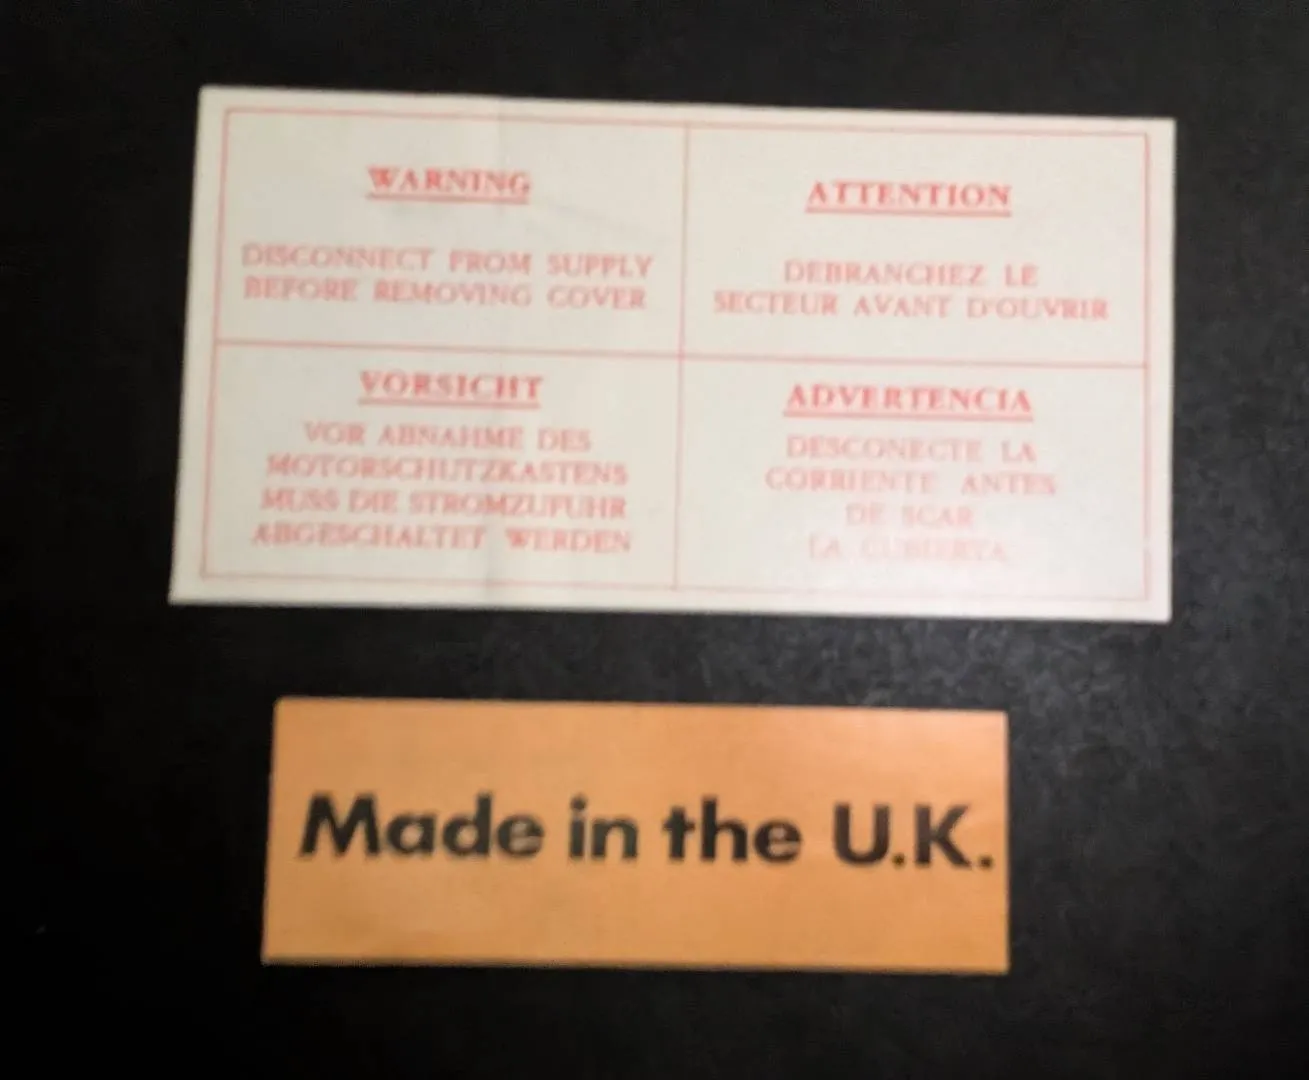 WARNING
DISCONNECT FROM SUPPLY
BEFORE REMOVING COVER
ATTENTION
DEBRANCHEZ LE
SECTEUR AVANT D'OUVRIR
VORSICHT
VOR ABNAHME DES
MOTORSCHUTZKASTENS
MUSS DIE STROMZUFUHR
ABGESCHALTET WERDEN
ADVERTENCIA
DESCONECTE LA
CORRIENTE ANTES
DE SCAR
LA CUBIERTA
Made in the U.K.